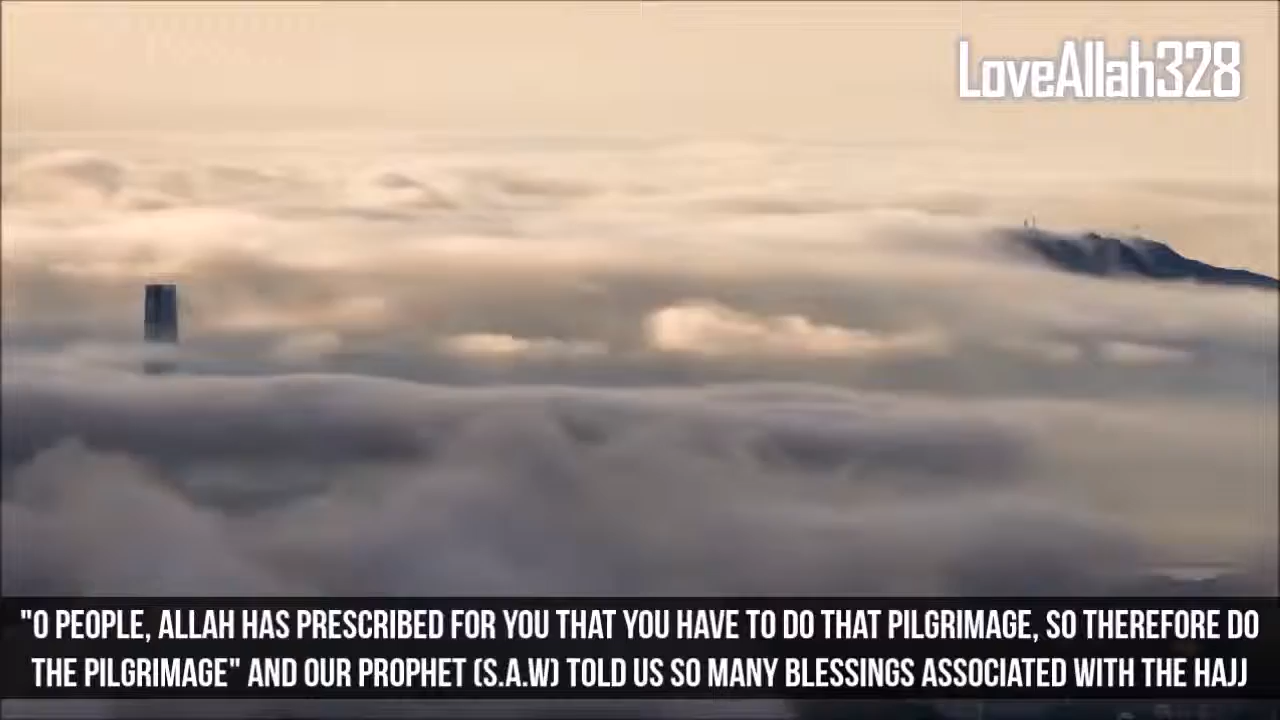 LoveAllah328
"O PEOPLE, ALLAH HAS PRESCRIBED FOR YOU THAT YOU HAVE TO DO THAT PILGRIMAGE, SO THEREFORE DO
THE PILGRIMAGE" AND OUR PROPHET (S.A.W) TOLD US SO MANY BLESSINGS ASSOCIATED WITH THE HAJJ